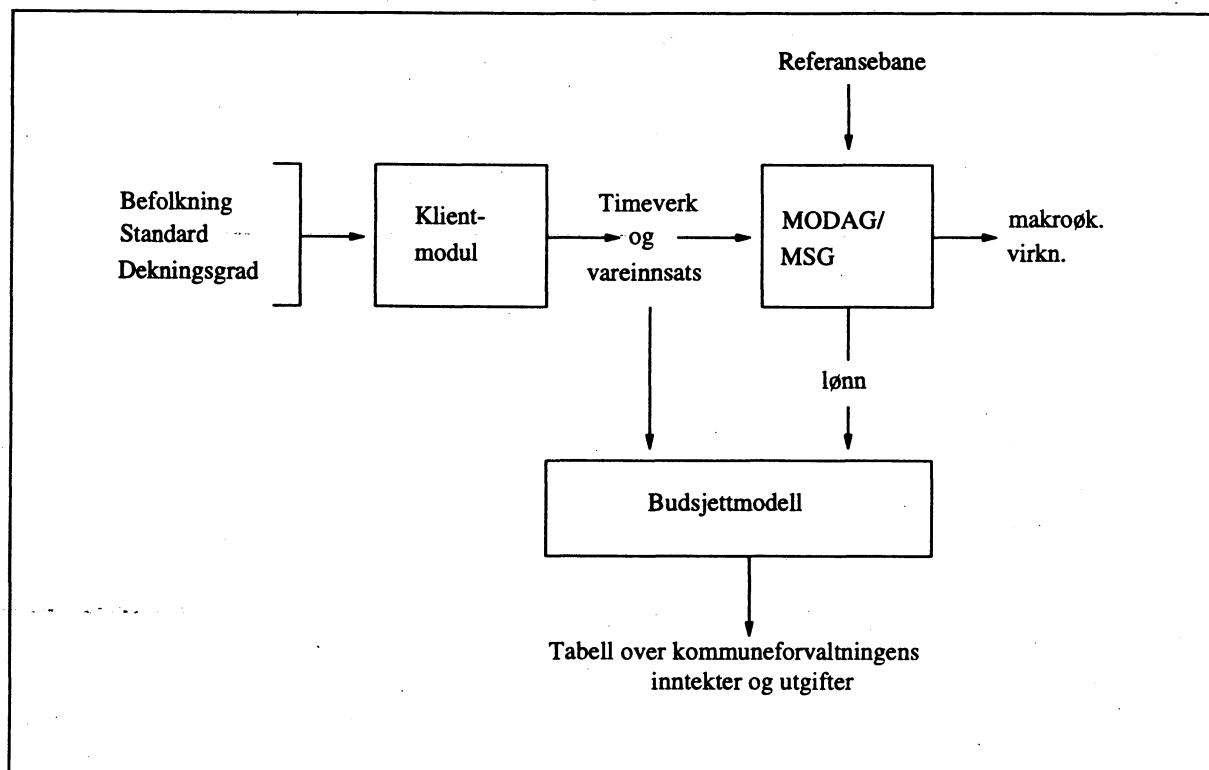 Referansebane
Befolkning
Standard
Dekningsgrad
Klient-
modul
Timeverk
og
vareinnsats
MODAG/
MSG
makroøk.
virkn.
lønn
Budsjettmodell
Tabell over kommuneforvaltningens
inntekter og utgifter